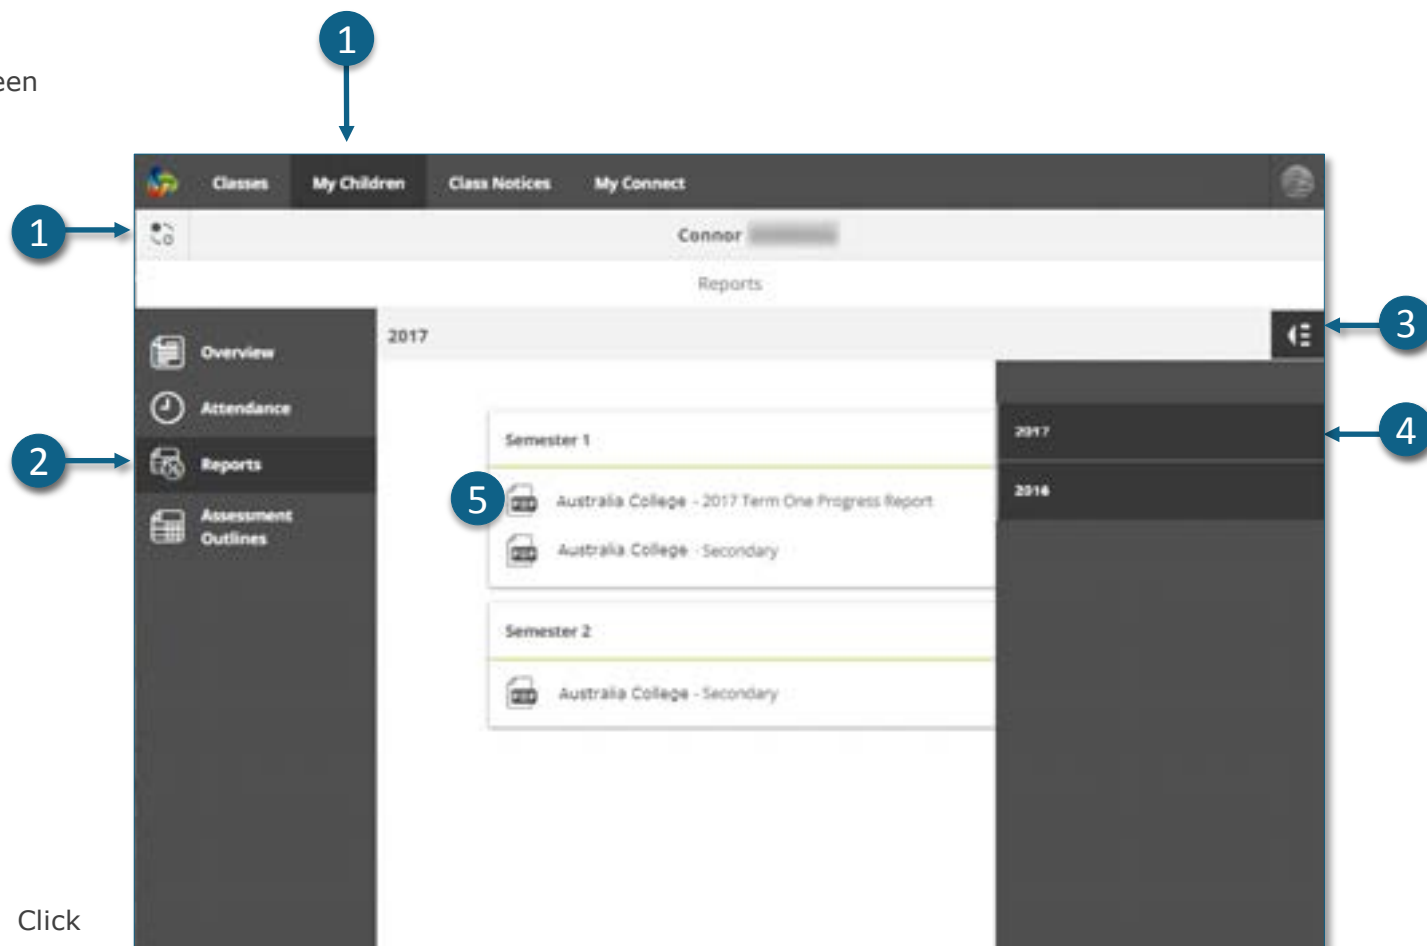 1
een
Classes My Children Class Notices My Connect
1
Connor
Reports
2017
3
Overview
Attendance
2017
4
Semester 1
2
Reports
2016
5
Australia College - 2017 Term One Progress Report
Assessment
Outlines
Australia College - Secondary
Semester 2
Australia College - Secondary
Click